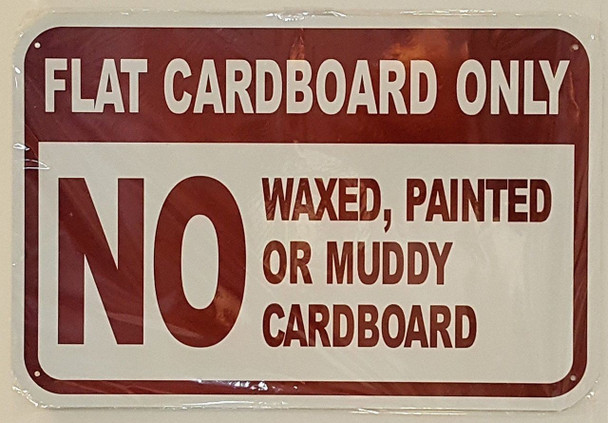 FLAT CARDBOARD ONLY
NO
WAXED, PAINTED
OR MUDDY
CARDBOARD